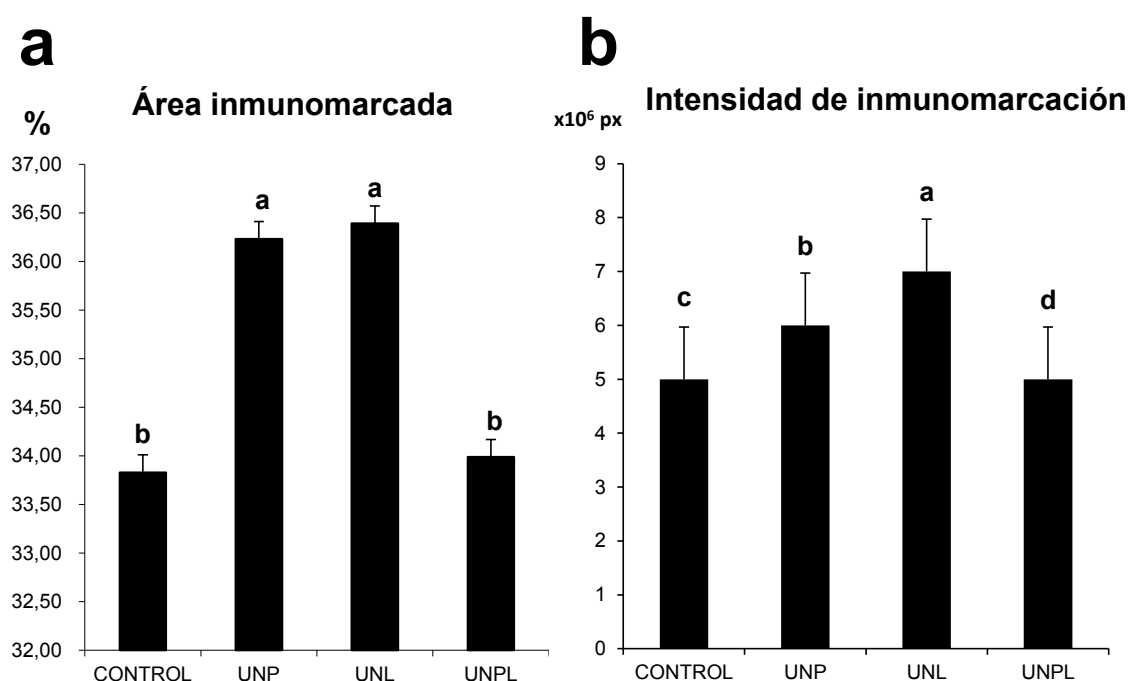 a
Área inmunomarcada
%
37,00
36,50
36,00
35,50
35,00
34,50
34,00
33,50
33,00
32,50
32,00
b
a
a
b
CONTROL UNP UNL UNPL
b
Intensidad de inmunomarcación
x10⁶ px
9
8
7
6
5
4
3
2
1
0
c
b
a
d
CONTROL UNP UNL UNPL